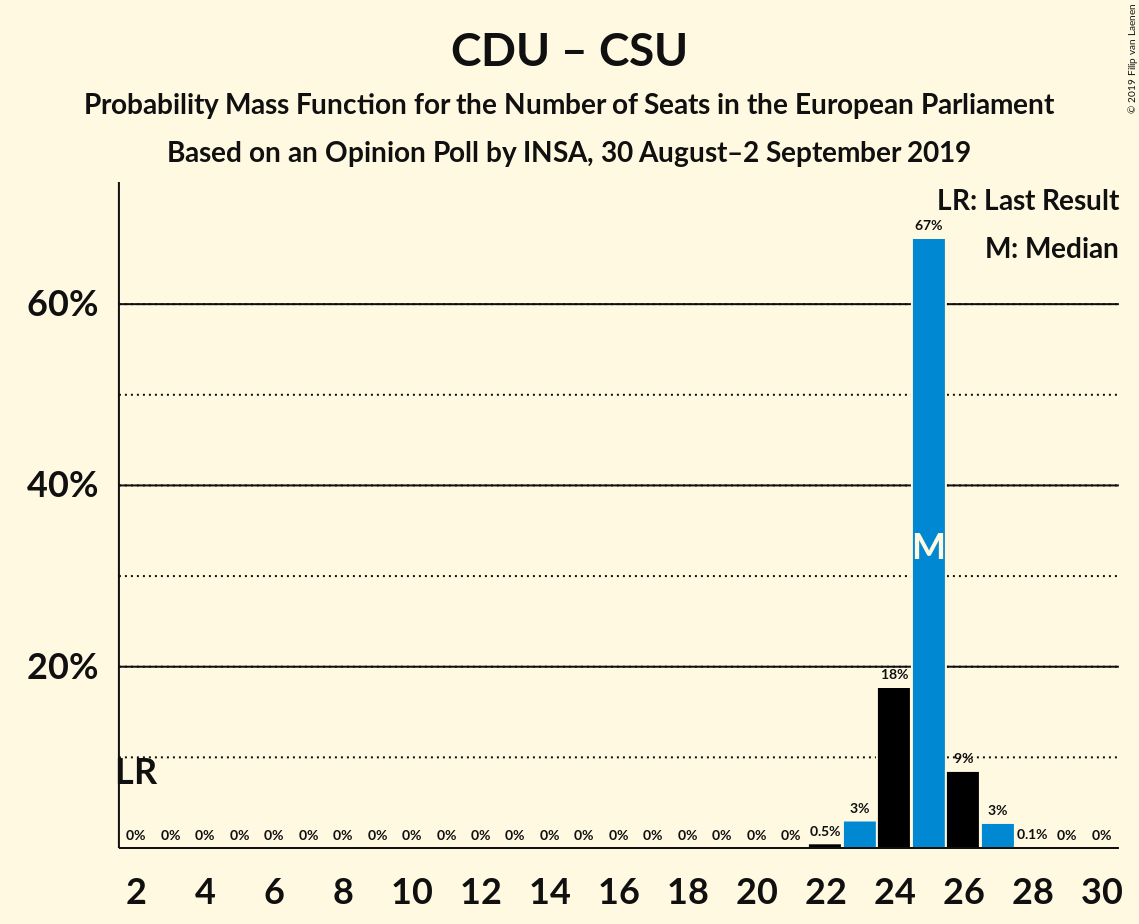 CDU – CSU
Probability Mass Function for the Number of Seats in the European Parliament
Based on an Opinion Poll by INSA, 30 August–2 September 2019
© 2019 Filip van Laenen
LR: Last Result
M: Median
60%
40%
20%
67%
M
18%
LR
9%
0% 0% 0% 0% 0% 0% 0% 0% 0% 0% 0% 0% 0% 0% 0% 0% 0% 0% 0% 0% 0.5% 3% 3% 0.1% 0% 0%
2 4 6 8 10 12 14 16 18 20 22 24 26 28 30